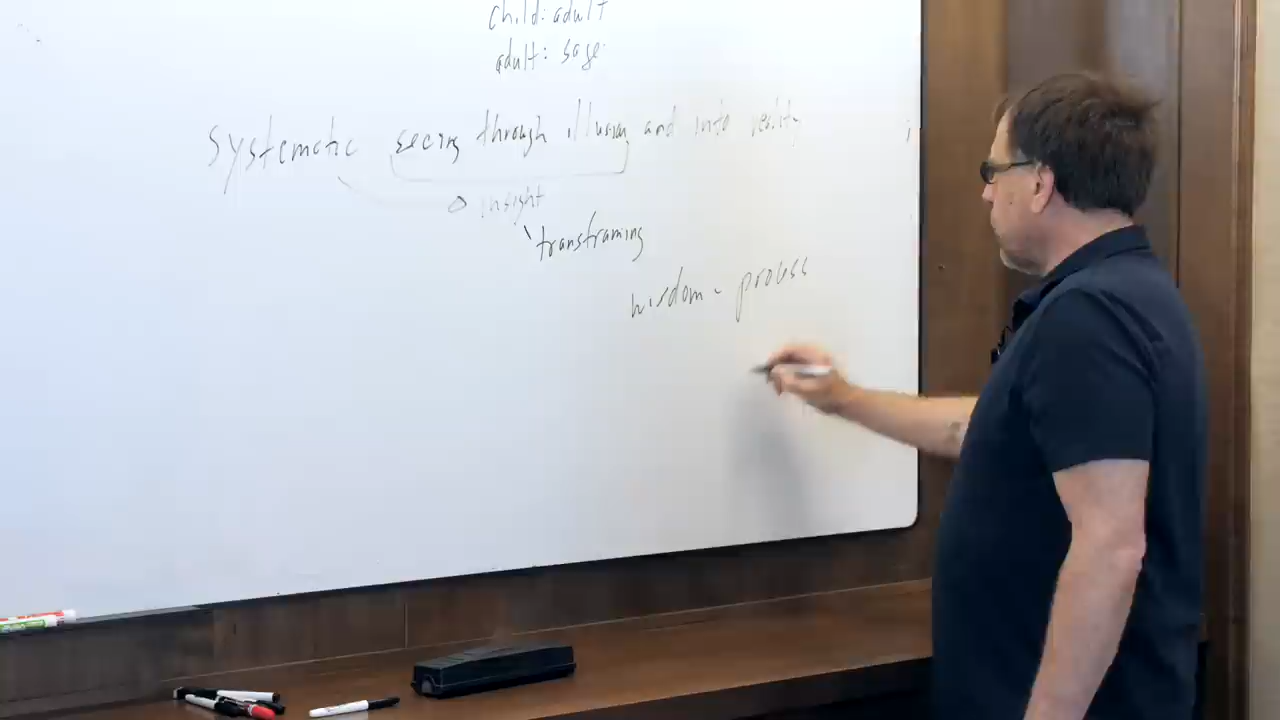 child: adult
adult: sage
systematic seeing through illusion and into reality
insight
transframing
wisdom - process